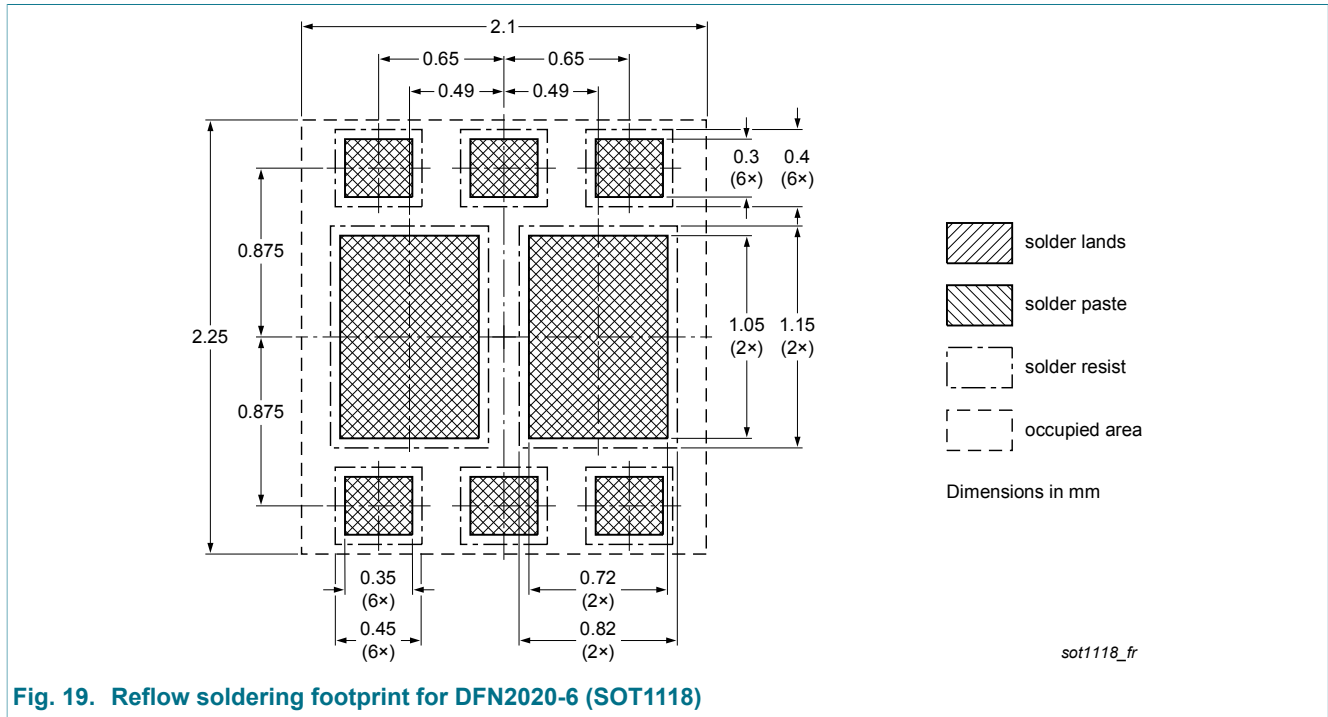 2.1
0.65 0.65
0.49 0.49
0.3 0.4
(6×) (6×)
0.875
solder lands
solder paste
1.05 1.15
(2×) (2×)
2.25
solder resist
0.875
occupied area
Dimensions in mm
0.35 0.72
(6×) (2×)
0.45 0.82
(6×) (2×)
sot1118_fr
Fig. 19. Reflow soldering footprint for DFN2020-6 (SOT1118)